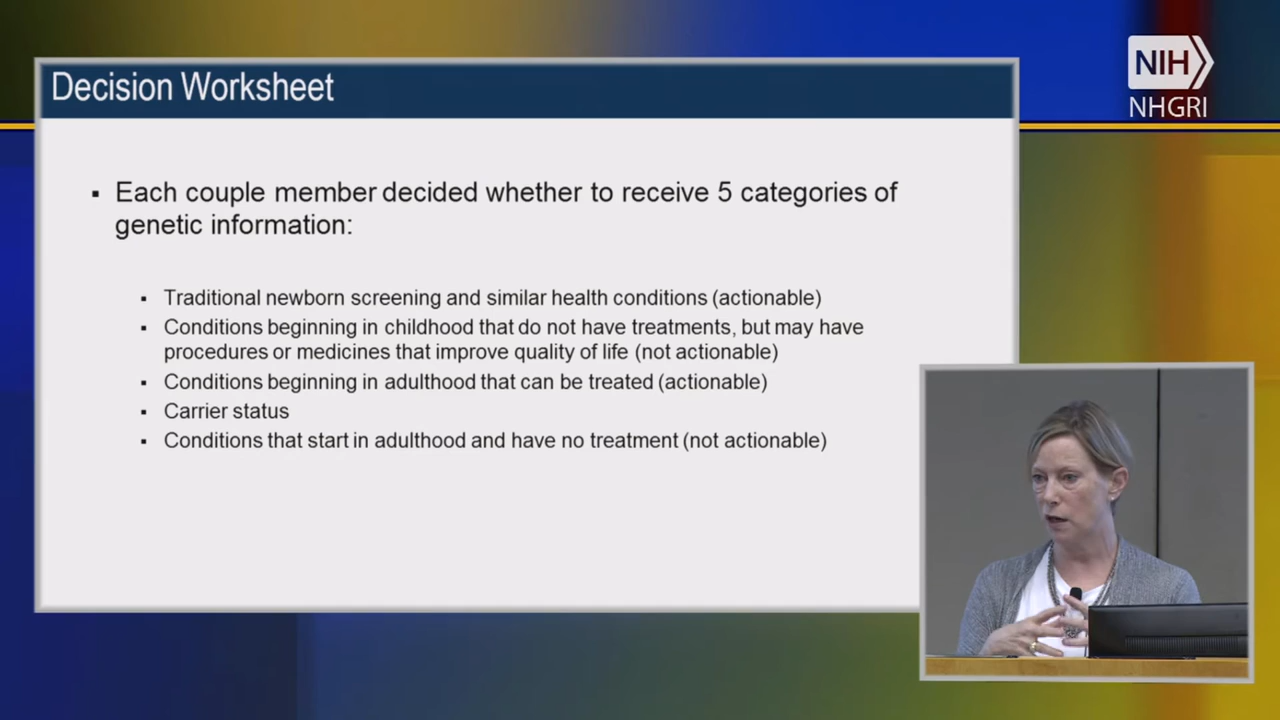 Decision Worksheet
NIH
NHGRI
▪ Each couple member decided whether to receive 5 categories of
genetic information:
▪ Traditional newborn screening and similar health conditions (actionable)
▪ Conditions beginning in childhood that do not have treatments, but may have
procedures or medicines that improve quality of life (not actionable)
▪ Conditions beginning in adulthood that can be treated (actionable)
▪ Carrier status
▪ Conditions that start in adulthood and have no treatment (not actionable)